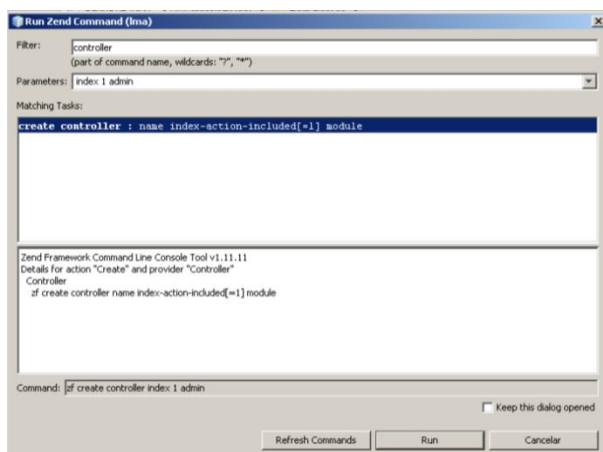 Run Zend Command (lma)
Filter: controller
(part of command name, wildcards: "?", "*")
Parameters: index 1 admin
Matching Tasks:
create controller : name index-action-included[=1] module
Zend Framework Command Line Console Tool v1.11.11
Details for action "Create" and provider "Controller"
Controller
zf create controller name index-action-included[=1] module
Command: zf create controller index 1 admin
Keep this dialog opened
Refresh Commands Run Cancelar